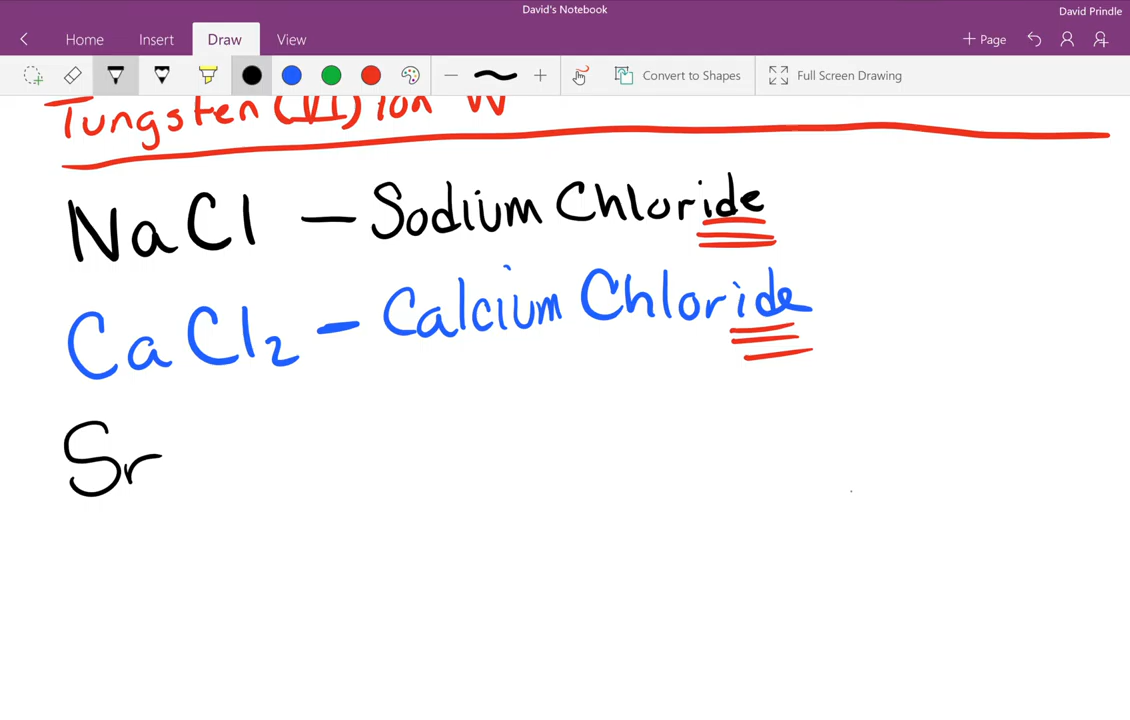 David's Notebook
David Prindle
Home Insert Draw View
Page
Convert to Shapes Full Screen Drawing
Tungsten (VI) ion W
NaCl — Sodium Chloride
CaCl₂ — Calcium Chloride
Sr